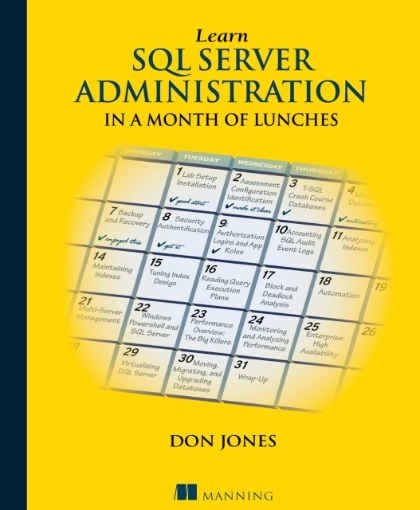 Learn
SQL SERVER
ADMINISTRATION
IN A MONTH OF LUNCHES
MONDAY
TUESDAY
WEDNESDAY
THURSDAY
1 Lab Setup
Installation
good start
2 Assessment
Configuration
Identification
made it clear
3 T-SQL
Crash Course
Databases
4
interesting
7 Backup
and Recovery
enjoyed this
8 Security
Authentification
got it
9
Authorization
Logins and App
Roles
10 Accounting
SQL Audit
Event Logs
11 Analyzing
Indexes
14
Maintaining
Indexes
15
Tuning Index
Design
16
Reading Query
Execution
Plans
17
Block and
Deadlock
Analysis
18
Automation
21
Multi-Server
Management
22
Windows
Powershell and
SQL Server
23
Performance
Overview:
The Big Killers
24
Monitoring
and Analyzing
Performance
25
Enterprise:
High
Availability
26
29
Virtualizing
SQL Server
30 Moving,
Migrating, and
Upgrading
Databases
31
Wrap-Up
DON JONES
MANNING